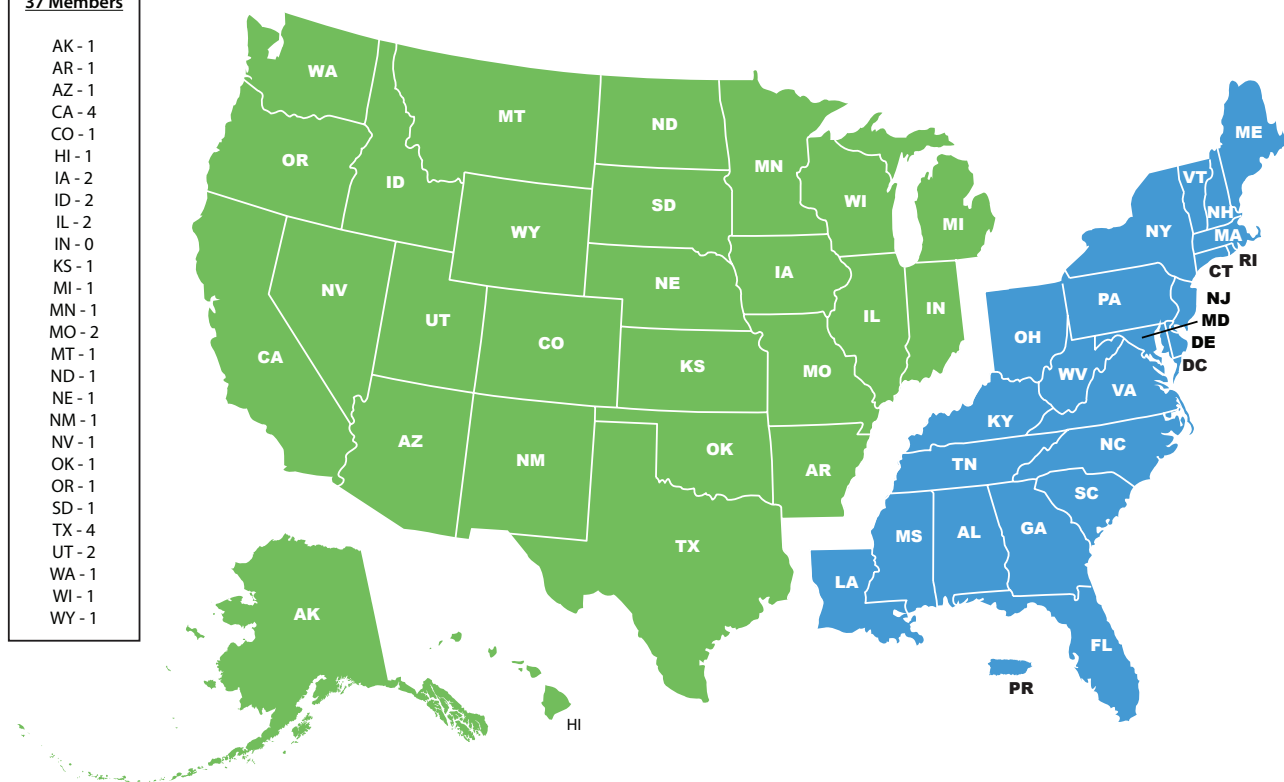 37 Members
AK - 1
AR - 1
AZ - 1
CA - 4
CO - 1
HI - 1
IA - 2
ID - 2
IL - 2
IN - 0
KS - 1
MI - 1
MN - 1
MO - 2
MT - 1
ND - 1
NE - 1
NM - 1
NV - 1
OK - 1
OR - 1
SD - 1
TX - 4
UT - 2
WA - 1
WI - 1
WY - 1
WA
MT
ND
MN
OR
ID
SD
WI
MI
WY
IA
NE
NV
UT
CO
IL
IN
KS
MO
CA
AZ
NM
OK
AR
TX
AK
HI
ME
VT
NH
NY
MA
RI
CT
PA
NJ
MD
OH
DE
DC
WV
VA
KY
NC
TN
SC
MS
AL
GA
LA
FL
PR